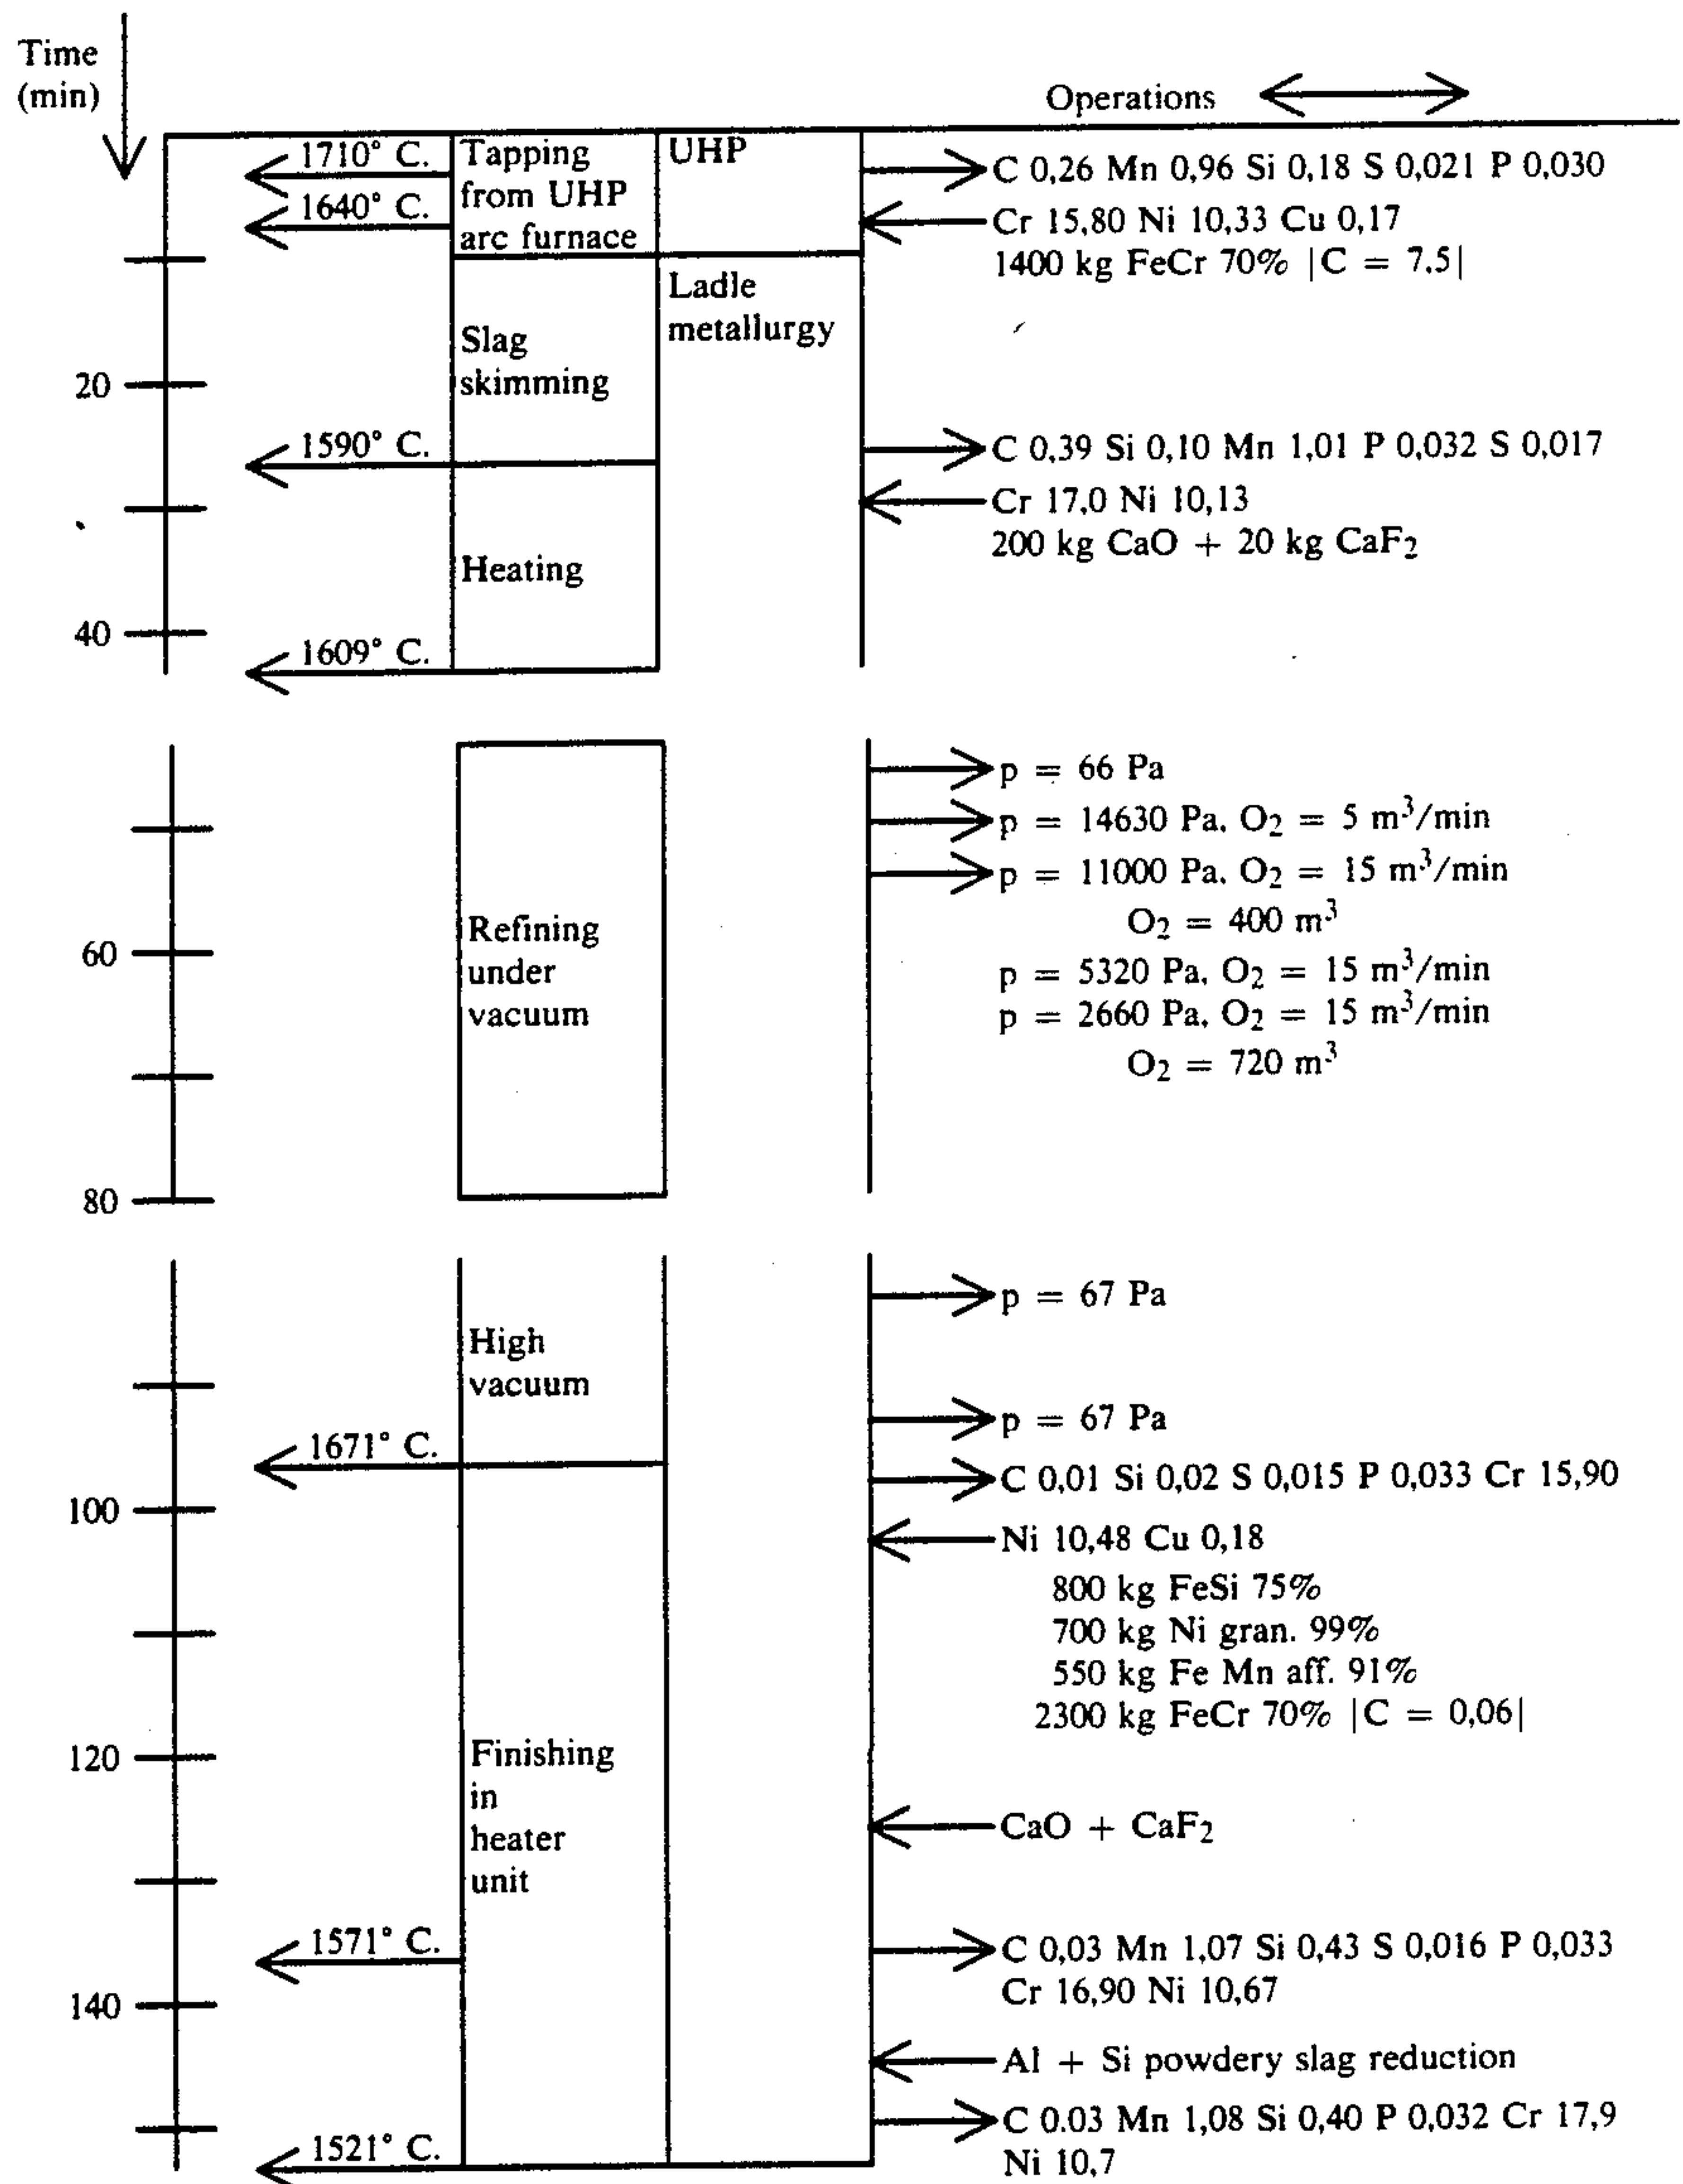 Time
(min)
Operations
1710° C.
Tapping
from UHP
arc furnace
UHP
C 0,26 Mn 0,96 Si 0,18 S 0,021 P 0,030
1640° C.
Cr 15,80 Ni 10,33 Cu 0,17
1400 kg FeCr 70% |C = 7.5|
Ladle
metallurgy
Slag
skimming
20
1590° C.
C 0,39 Si 0,10 Mn 1,01 P 0,032 S 0,017
Cr 17,0 Ni 10,13
200 kg CaO + 20 kg CaF2
Heating
40
1609° C.
p = 66 Pa
p = 14630 Pa. O2 = 5 m3/min
p = 11000 Pa. O2 = 15 m3/min
O2 = 400 m3
Refining
under
vacuum
60
p = 5320 Pa, O2 = 15 m3/min
p = 2660 Pa, O2 = 15 m3/min
O2 = 720 m3
80
p = 67 Pa
High
vacuum
p = 67 Pa
1671° C.
C 0,01 Si 0,02 S 0,015 P 0,033 Cr 15,90
100
Ni 10,48 Cu 0,18
800 kg FeSi 75%
700 kg Ni gran. 99%
550 kg Fe Mn aff. 91%
2300 kg FeCr 70% |C = 0,06|
120
Finishing
in
heater
unit
CaO + CaF2
1571° C.
C 0,03 Mn 1,07 Si 0,43 S 0,016 P 0,033
Cr 16,90 Ni 10,67
140
Al + Si powdery slag reduction
C 0.03 Mn 1,08 Si 0,40 P 0,032 Cr 17,9
Ni 10,7
1521° C.